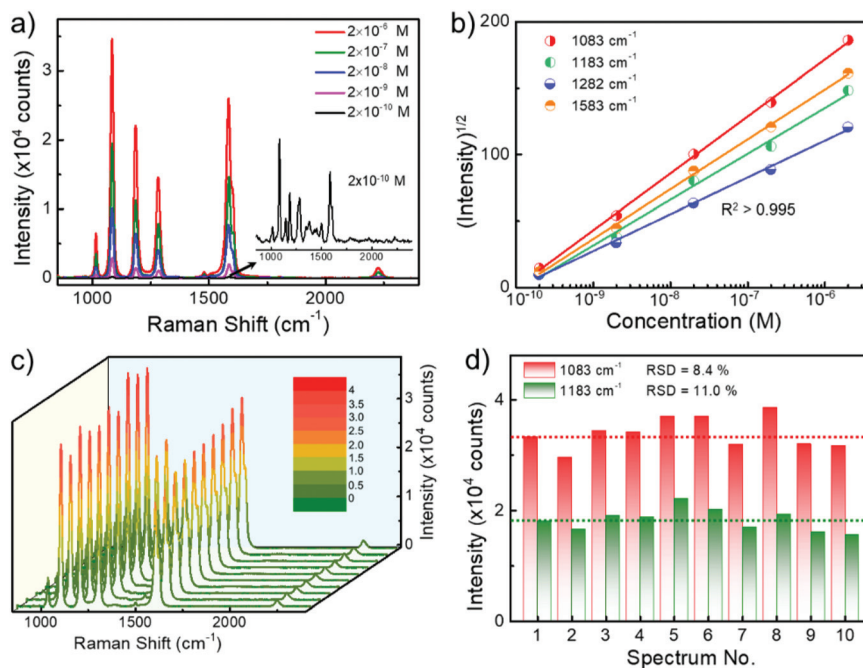 a)
2×10⁻⁶ M
2×10⁻⁷ M
2×10⁻⁸ M
2×10⁻⁹ M
2×10⁻¹⁰ M
2x10⁻¹⁰ M
1000 1500 2000
3
2
1
0
Intensity (x10⁴ counts)
1000 1500 2000
Raman Shift (cm⁻¹)
b)
1083 cm⁻¹
1183 cm⁻¹
1282 cm⁻¹
1583 cm⁻¹
R² > 0.995
200
100
0
(Intensity)¹/²
10⁻¹⁰ 10⁻⁹ 10⁻⁸ 10⁻⁷ 10⁻⁶
Concentration (M)
c)
4
3.5
3.0
2.5
2.0
1.5
1.0
0.5
0
3
2
1
0
Intensity (x10⁴ counts)
1000 1500 2000
Raman Shift (cm⁻¹)
d)
1083 cm⁻¹ RSD = 8.4 %
1183 cm⁻¹ RSD = 11.0 %
4
2
0
Intensity (x10⁴ counts)
1 2 3 4 5 6 7 8 9 10
Spectrum No.